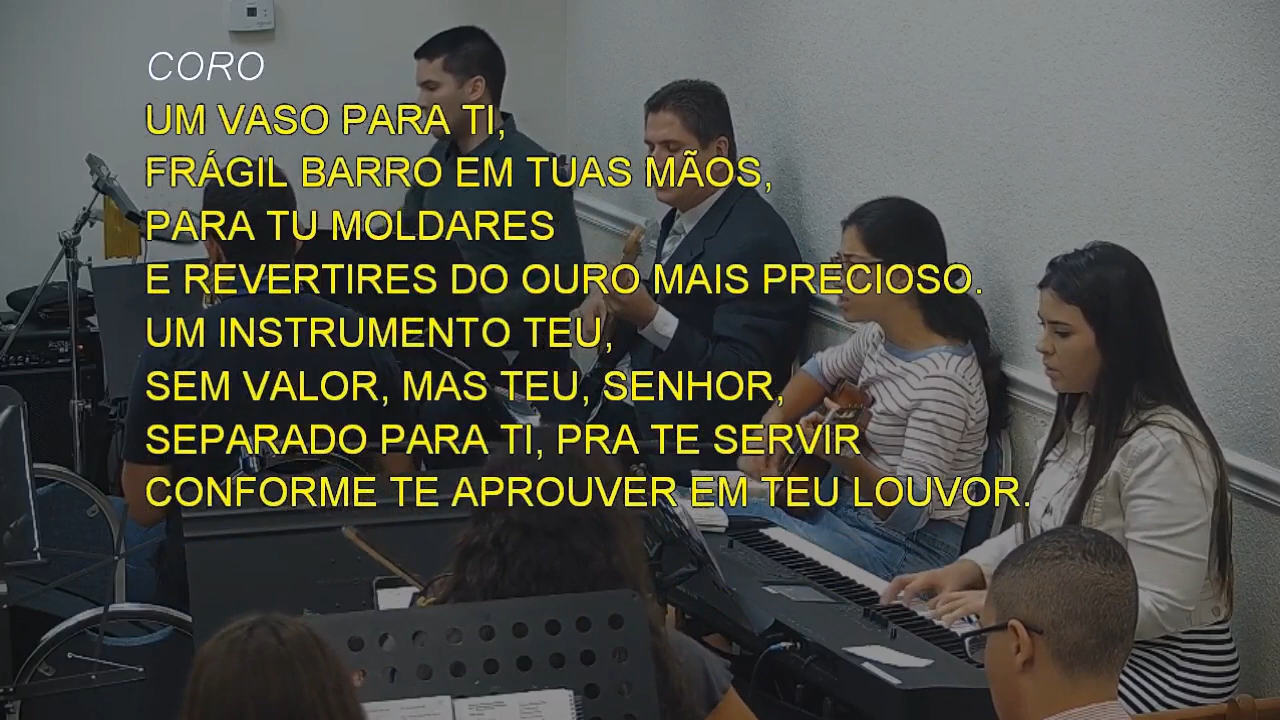 CORO
UM VASO PARA TI,
FRÁGIL BARRO EM TUAS MÃOS,
PARA TU MOLDARES
E REVERTIRES DO OURO MAIS PRECIOSO.
UM INSTRUMENTO TEU,
SEM VALOR, MAS TEU, SENHOR,
SEPARADO PARA TI, PRA TE SERVIR
CONFORME TE APROUVER EM TEU LOUVOR.